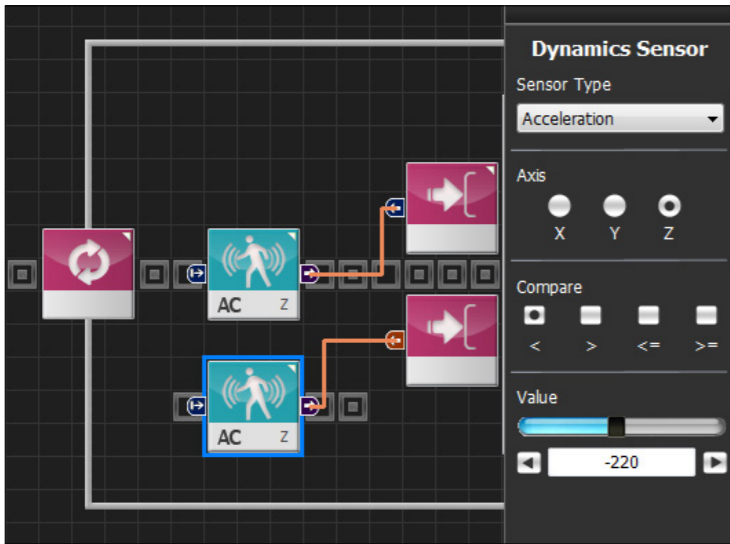 Dynamics Sensor
Sensor Type
Acceleration
Axis
X Y Z
Compare
< > <= >=
Value
-220
AC Z
AC Z